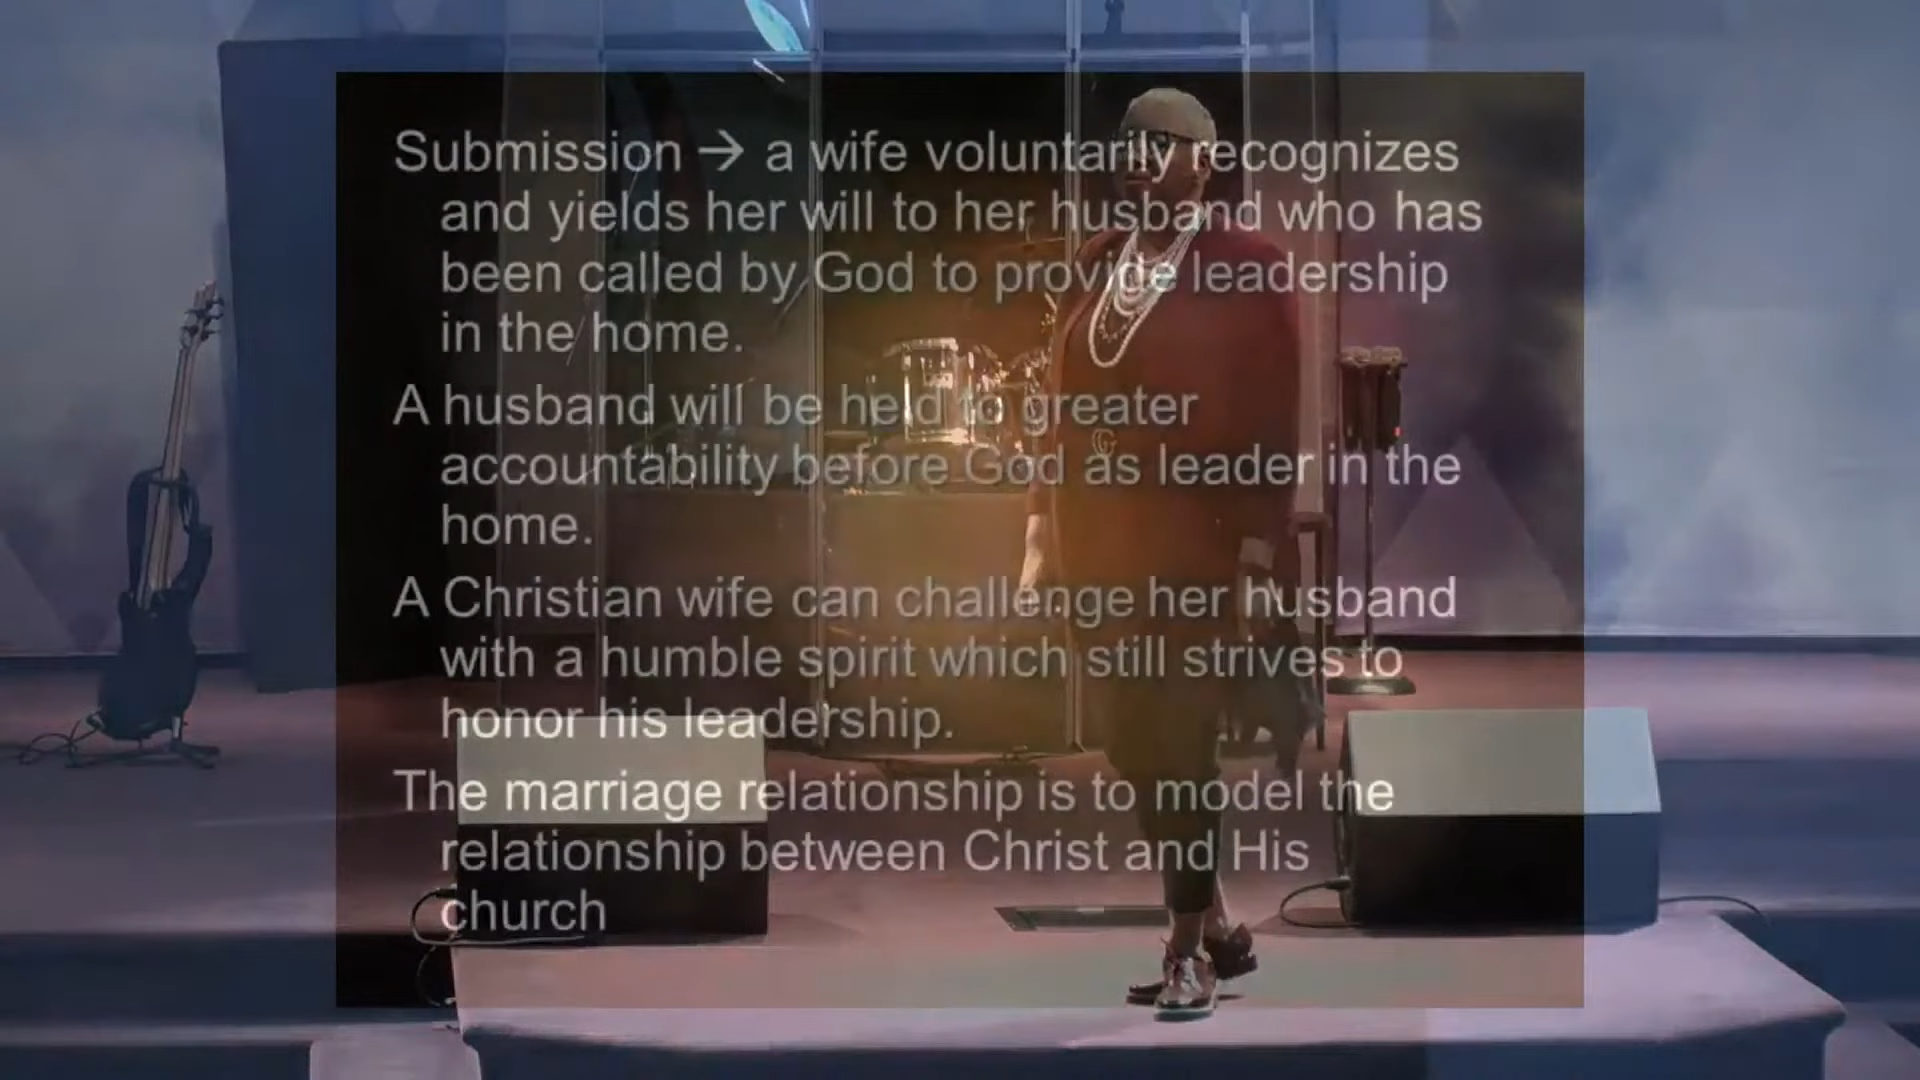 Submission → a wife voluntarily recognizes
and yields her will to her husband who has
been called by God to provide leadership
in the home.
A husband will be held to greater
accountability before God as leader in the
home.
A Christian wife can challenge her husband
with a humble spirit which still strives to
honor his leadership.
The marriage relationship is to model the
relationship between Christ and His
church